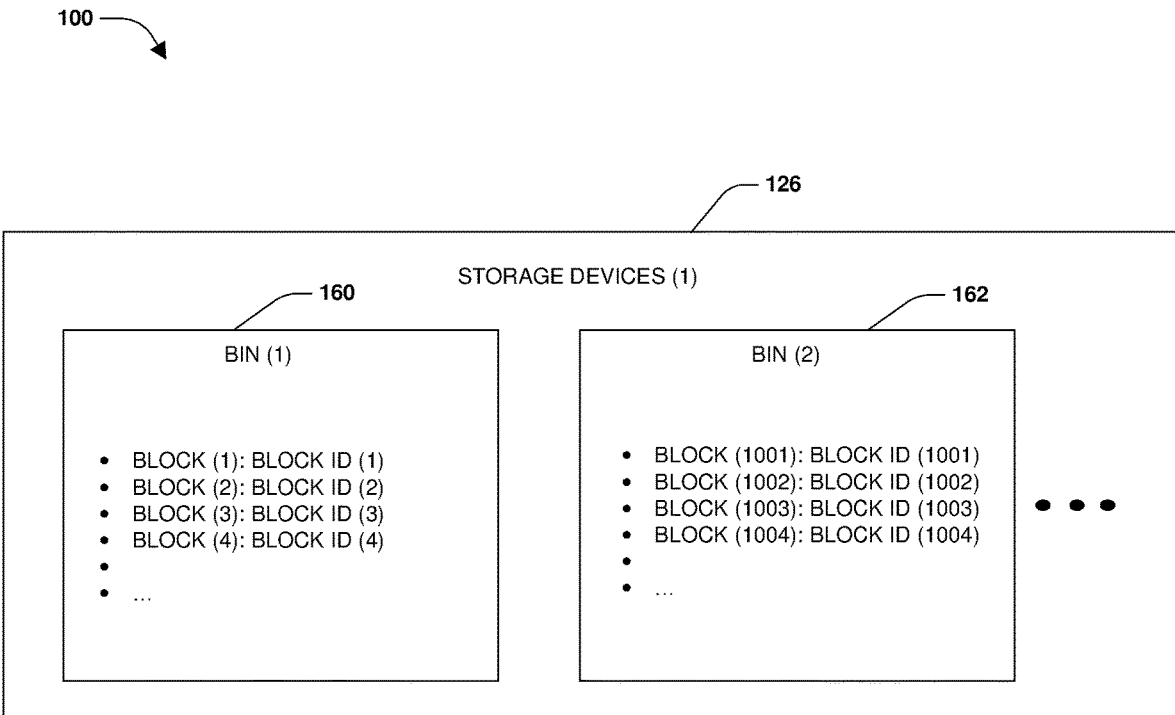 100
126
STORAGE DEVICES (1)
160
162
BIN (1)
BIN (2)
• BLOCK (1): BLOCK ID (1)
• BLOCK (2): BLOCK ID (2)
• BLOCK (3): BLOCK ID (3)
• BLOCK (4): BLOCK ID (4)
•
• ...
• BLOCK (1001): BLOCK ID (1001)
• BLOCK (1002): BLOCK ID (1002)
• BLOCK (1003): BLOCK ID (1003)
• BLOCK (1004): BLOCK ID (1004)
•
• ...
• • •